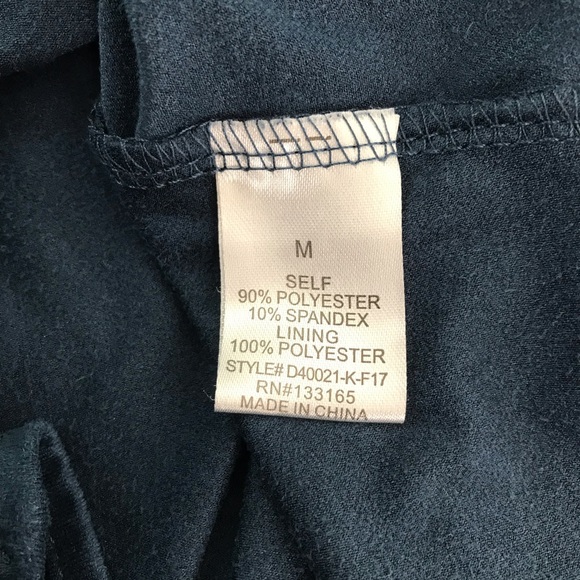 M
SELF
90% POLYESTER
10% SPANDEX
LINING
100% POLYESTER
STYLE# D40021-K-F17
RN#133165
MADE IN CHINA